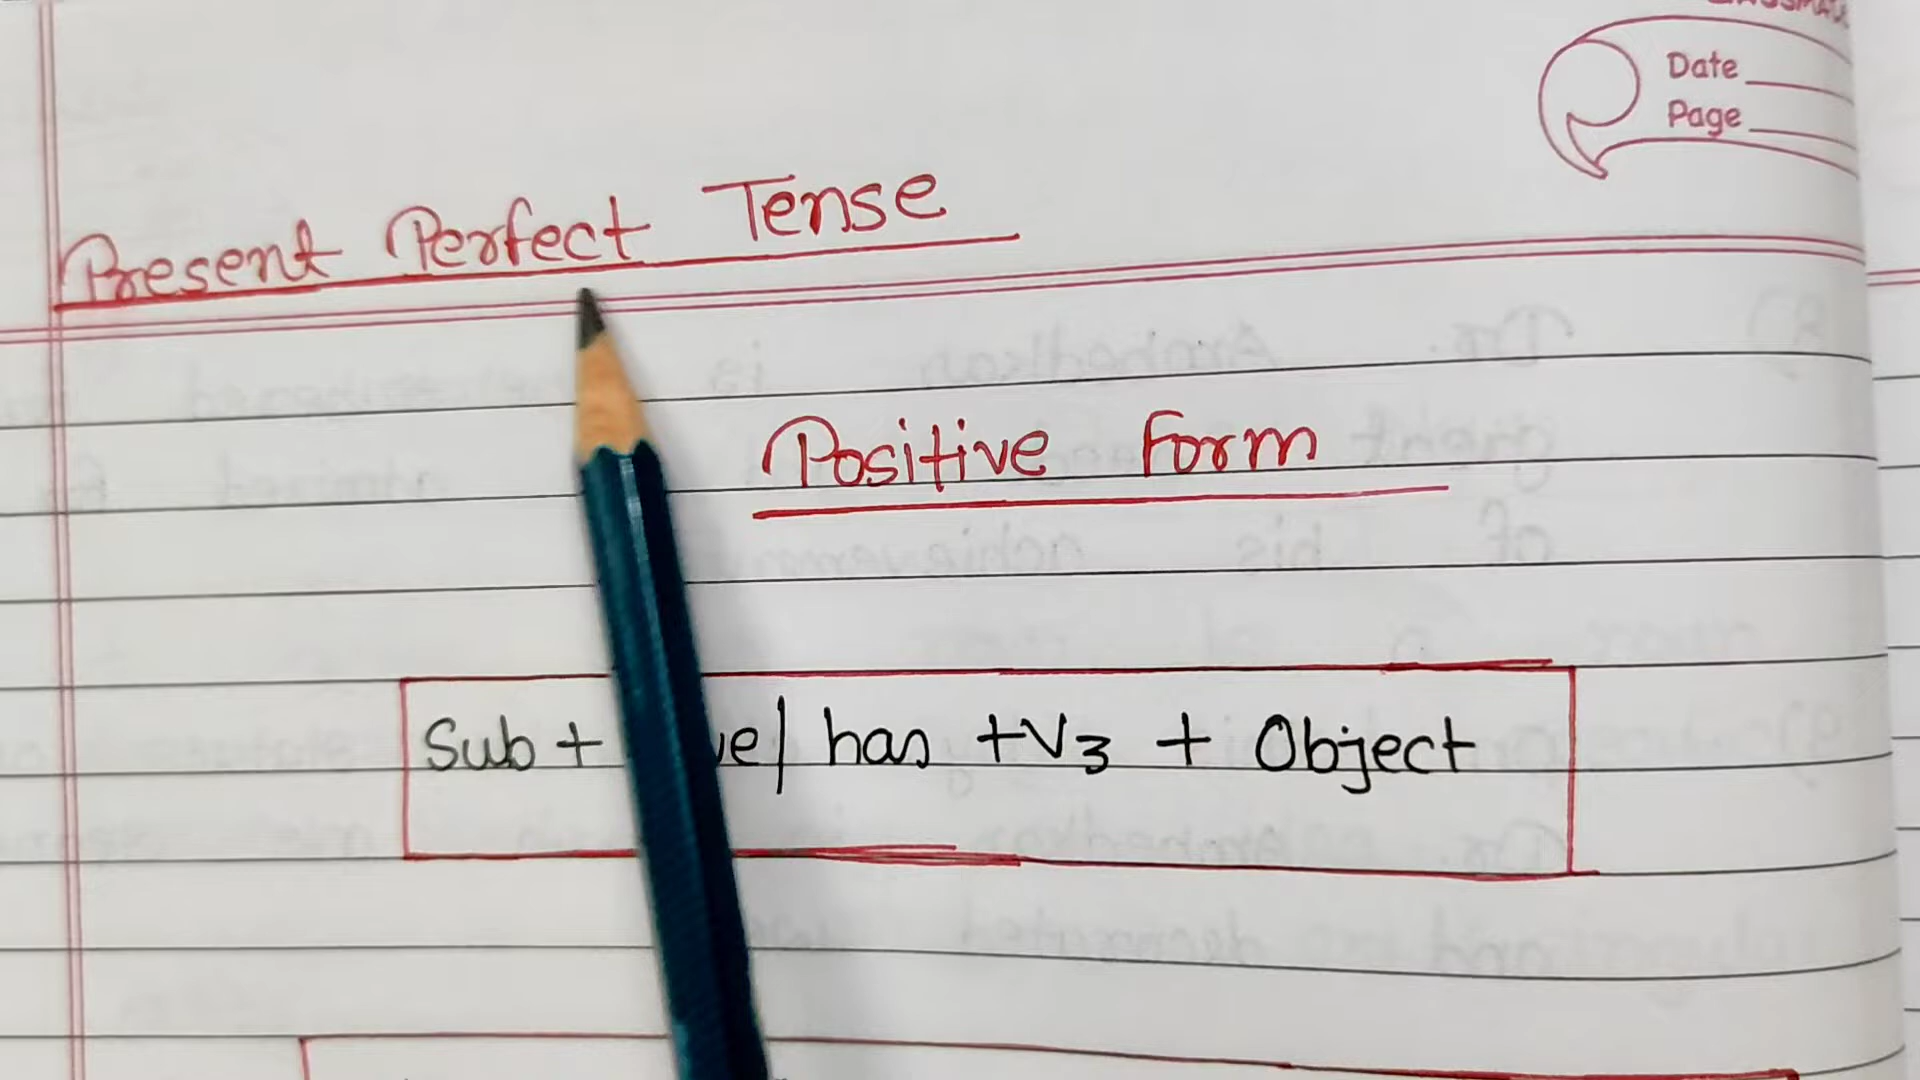 Date
Page
Present Perfect Tense
Positive Form
Sub + ve/ has + V3 + Object